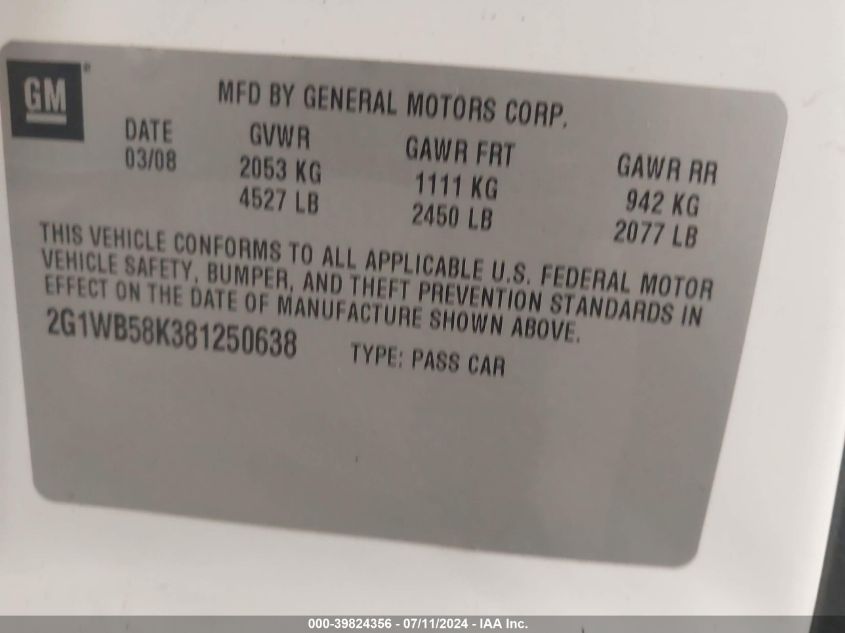 GM®
MFD BY GENERAL MOTORS CORP.
DATE GVWR GAWR FRT GAWR RR
03/08 2053 KG 1111 KG 942 KG
4527 LB 2450 LB 2077 LB
THIS VEHICLE CONFORMS TO ALL APPLICABLE U.S. FEDERAL MOTOR
VEHICLE SAFETY, BUMPER, AND THEFT PREVENTION STANDARDS IN
EFFECT ON THE DATE OF MANUFACTURE SHOWN ABOVE.
2G1WB58K381250638 TYPE: PASS CAR
000-39824356 - 07/11/2024 - IAA Inc.